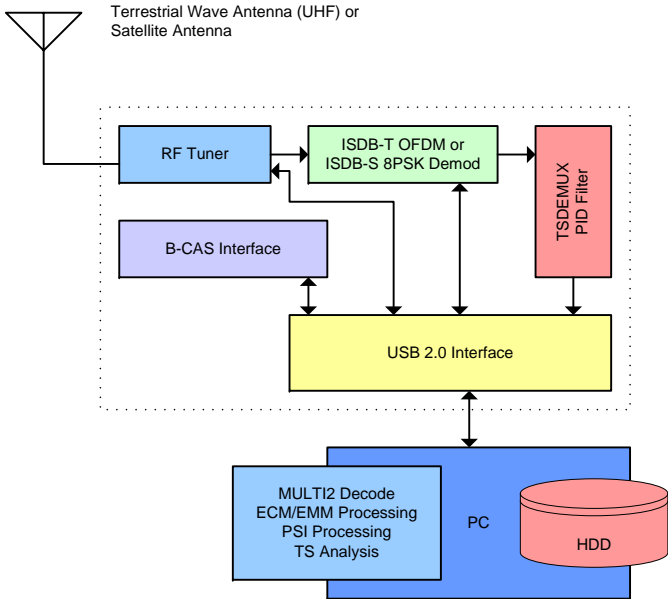 Terrestrial Wave Antenna (UHF) or
Satellite Antenna
RF Tuner
ISDB-T OFDM or
ISDB-S 8PSK Demod
TSDEMUX
PID Filter
B-CAS Interface
USB 2.0 Interface
MULTI2 Decode
ECM/EMM Processing
PSI Processing
TS Analysis
PC
HDD